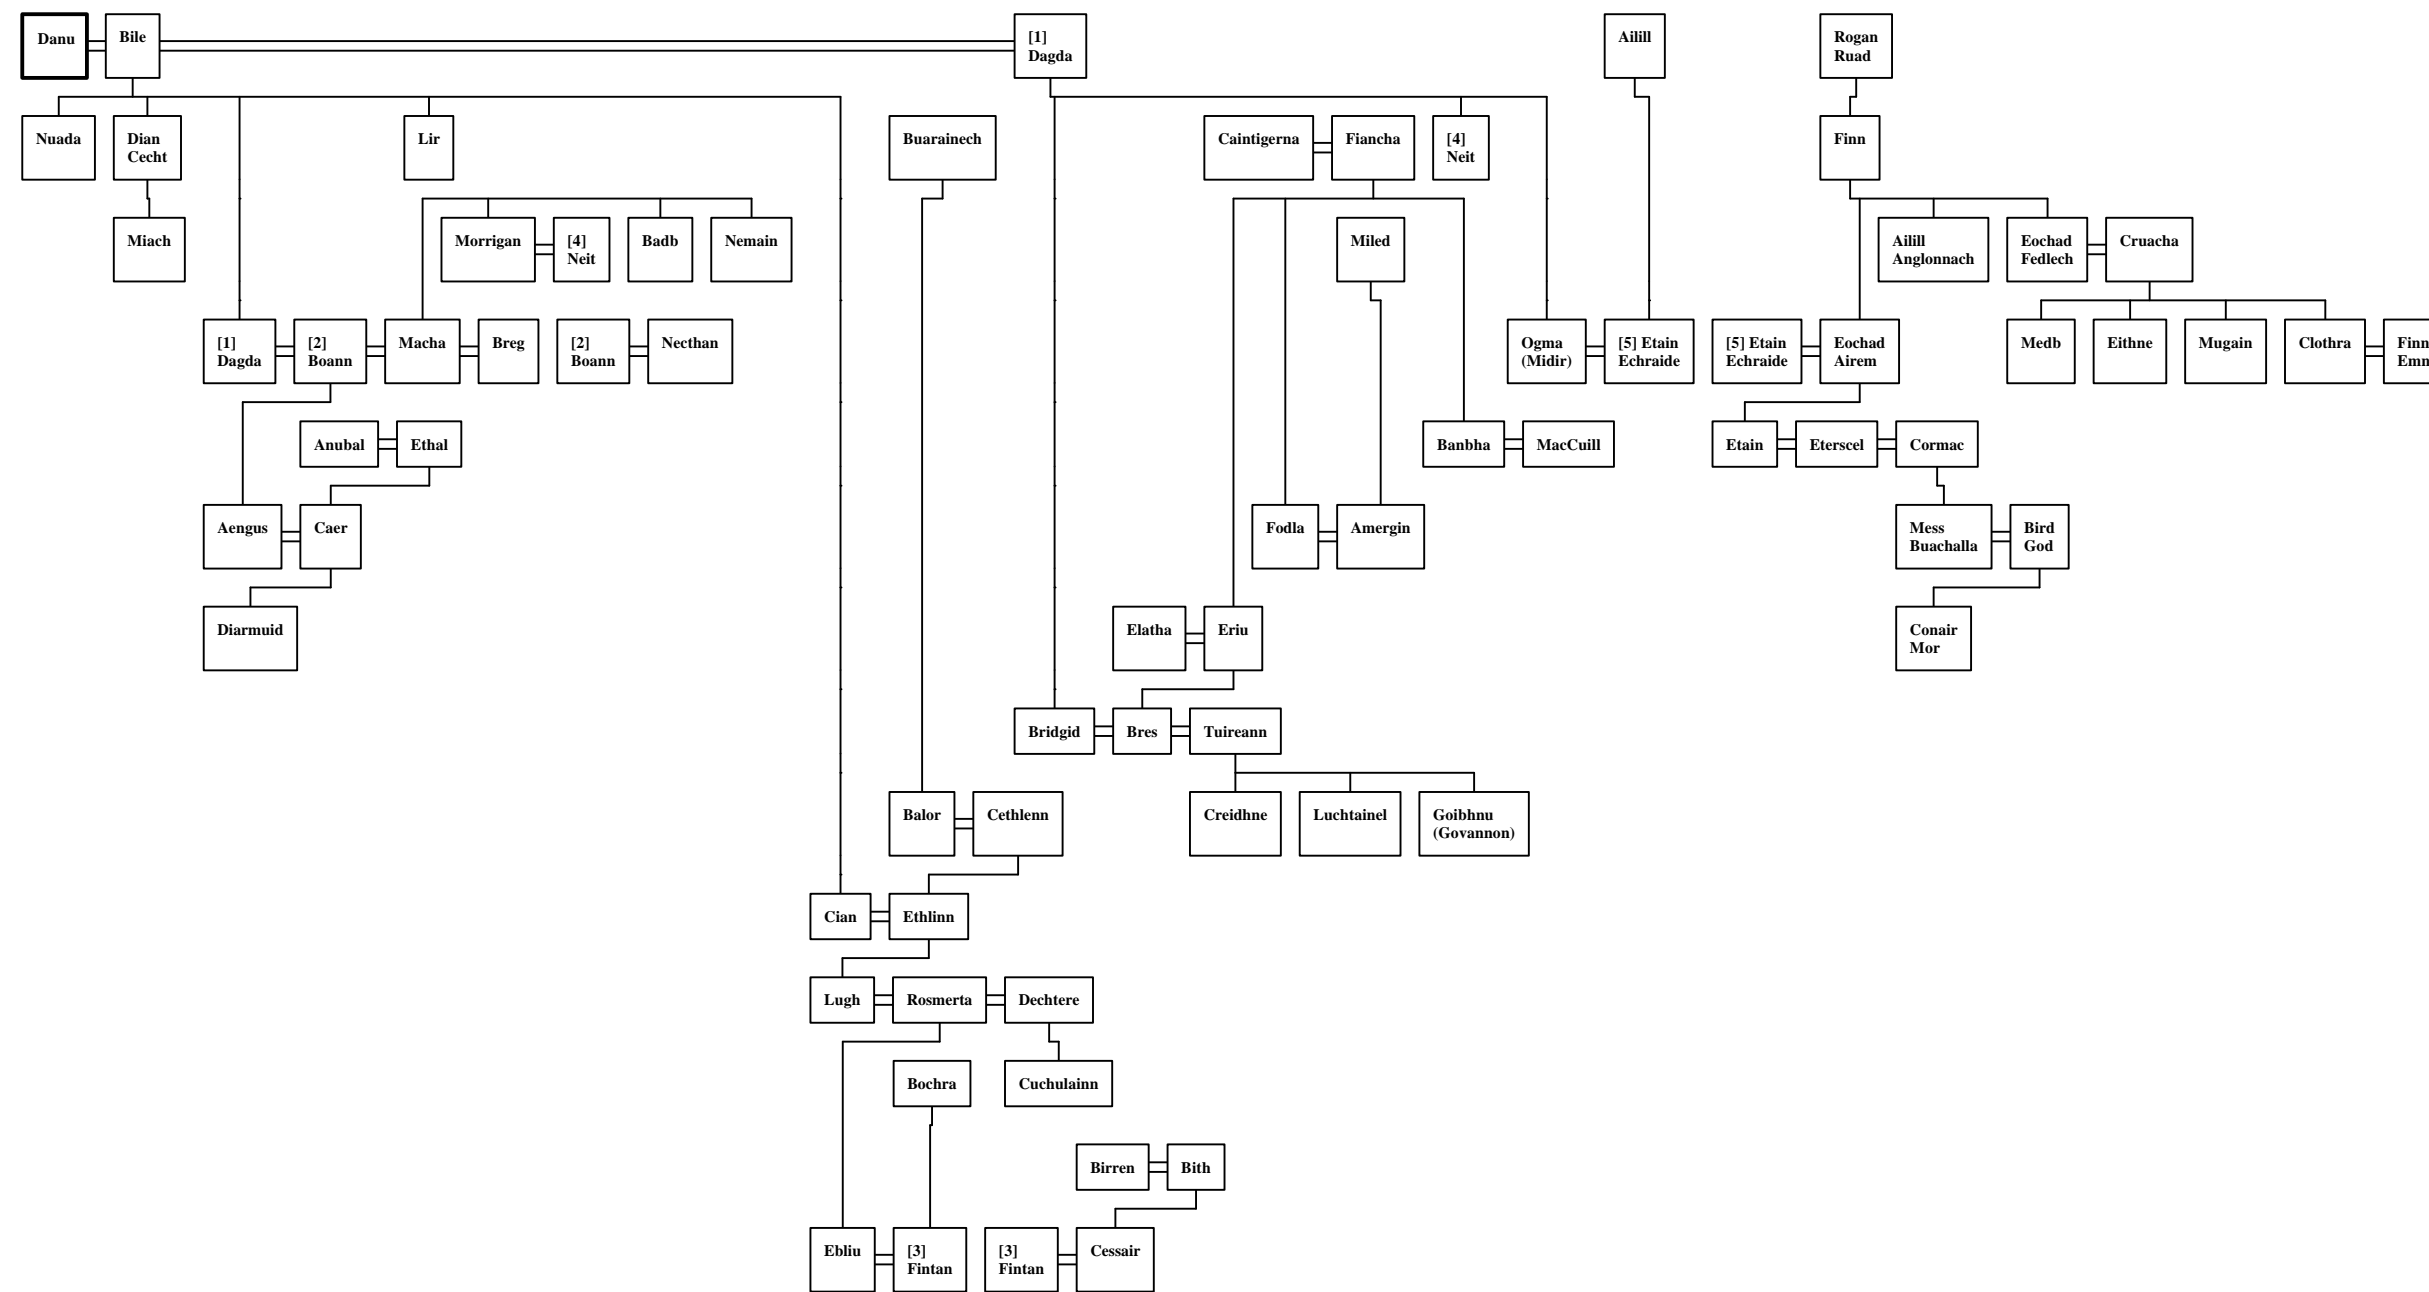 Danu
Bile
[1]
Dagda
Ailill
Rogan
Ruad
Nuada
Dian
Cecht
Lir
Buarainech
Caintigerna
Fiancha
[4]
Neit
Finn
Miach
Morrigan
[4]
Neit
Badb
Nemain
Miled
Ailill
Anglonnach
Eochad
Fedlech
Cruacha
[1]
Dagda
[2]
Boann
Macha
Breg
[2]
Boann
Necthan
Ogma
(Midir)
[5] Etain
Echraide
[5] Etain
Echraide
Eochad
Airem
Medb
Eithne
Mugain
Clothra
Finn
Emn
Anubal
Ethal
Banbha
MacCuill
Etain
Eterscel
Cormac
Aengus
Caer
Fodla
Amergin
Mess
Buachalla
Bird
God
Diarmuid
Elatha
Eriu
Conair
Mor
Bridgid
Bres
Tuireann
Balor
Cethlenn
Creidhne
Luchtainel
Goibhnu
(Govannon)
Cian
Ethlinn
Lugh
Rosmerta
Dechtere
Bochra
Cuchulainn
Birren
Bith
Ebliu
[3]
Fintan
[3]
Fintan
Cessair